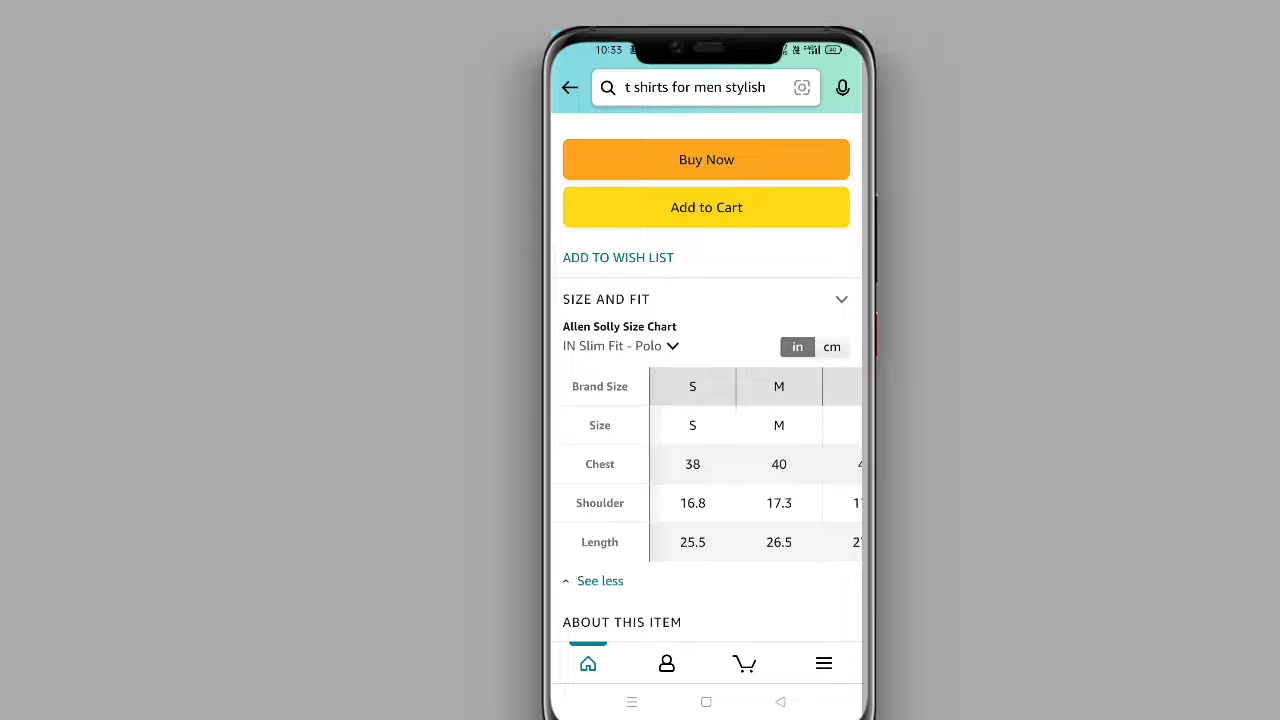 10:33
t shirts for men stylish
Buy Now
Add to Cart
ADD TO WISH LIST
SIZE AND FIT
Allen Solly Size Chart
IN Slim Fit - Polo
in cm
Brand Size S M
Size S M
Chest 38 40
Shoulder 16.8 17.3
Length 25.5 26.5
See less
ABOUT THIS ITEM